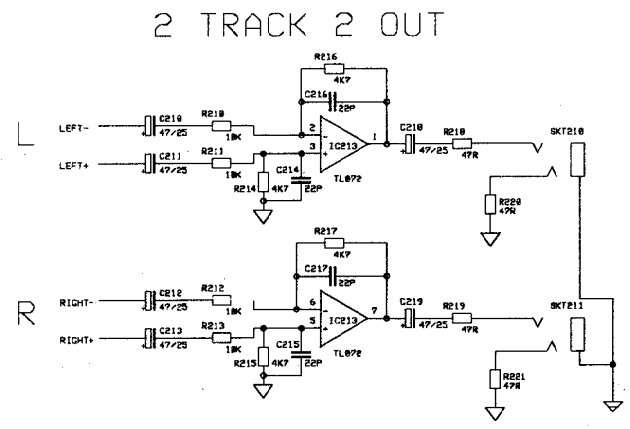 2 TRACK 2 OUT
R216
4K7
C216
22P
L
LEFT-
C210
47/25
R210
10K
2
3
1
IC213
TL072
C218
47/25
R218
47R
SKT210
LEFT+
C211
47/25
R211
10K
R214
4K7
C214
22P
R220
47R
R217
4K7
C217
22P
R
RIGHT-
C212
47/25
R212
10K
6
5
7
IC213
TL072
C219
47/25
R219
47R
SKT211
RIGHT+
C213
47/25
R213
10K
R215
4K7
C215
22P
R221
47R